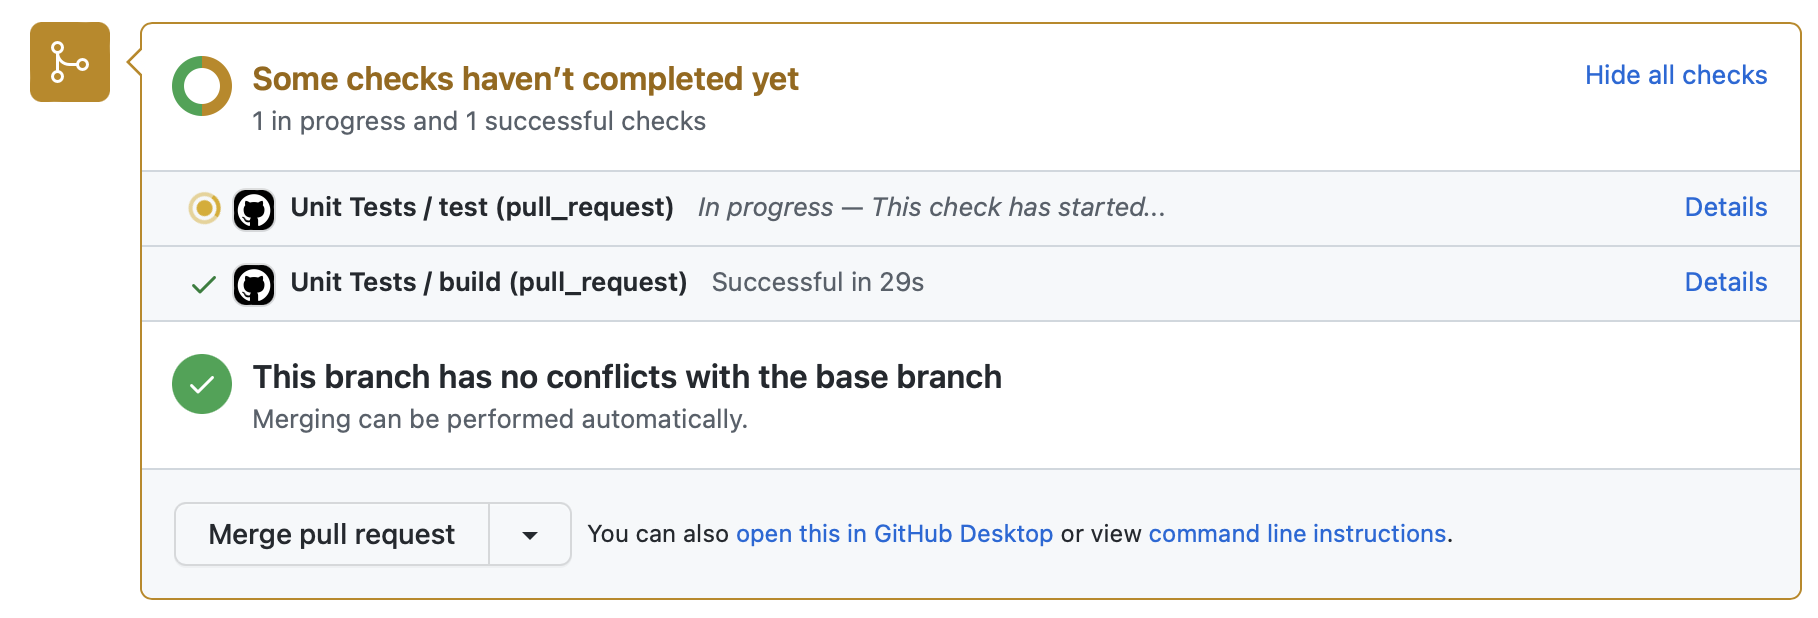 Some checks haven’t completed yet
Hide all checks
1 in progress and 1 successful checks
Unit Tests / test (pull_request) In progress — This check has started...
Details
Unit Tests / build (pull_request) Successful in 29s
Details
This branch has no conflicts with the base branch
Merging can be performed automatically.
Merge pull request
You can also open this in GitHub Desktop or view command line instructions.